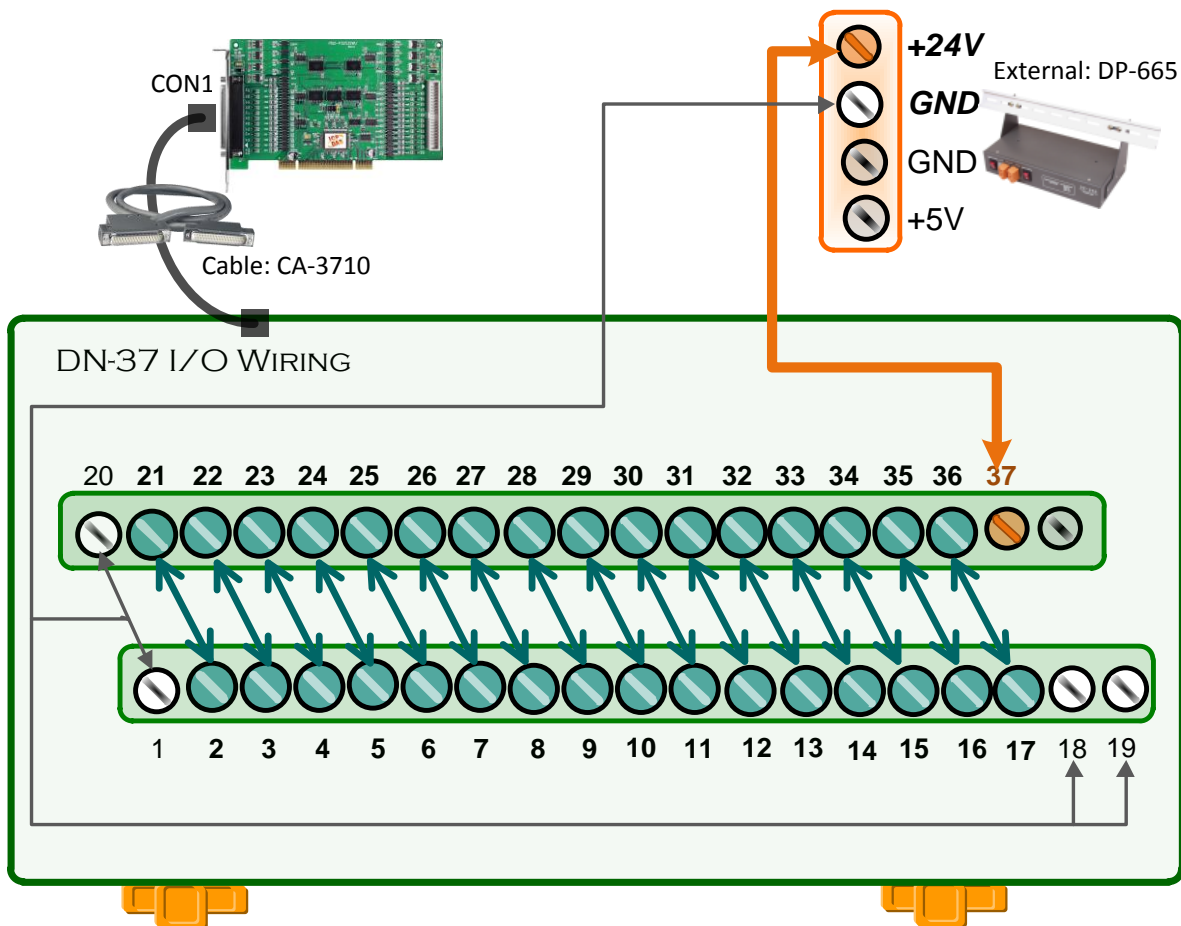 CON1
+24V
External: DP-665
GND
GND
+5V
Cable: CA-3710
DN-37 I/O WIRING
20 21 22 23 24 25 26 27 28 29 30 31 32 33 34 35 36 37
1 2 3 4 5 6 7 8 9 10 11 12 13 14 15 16 17 18 19